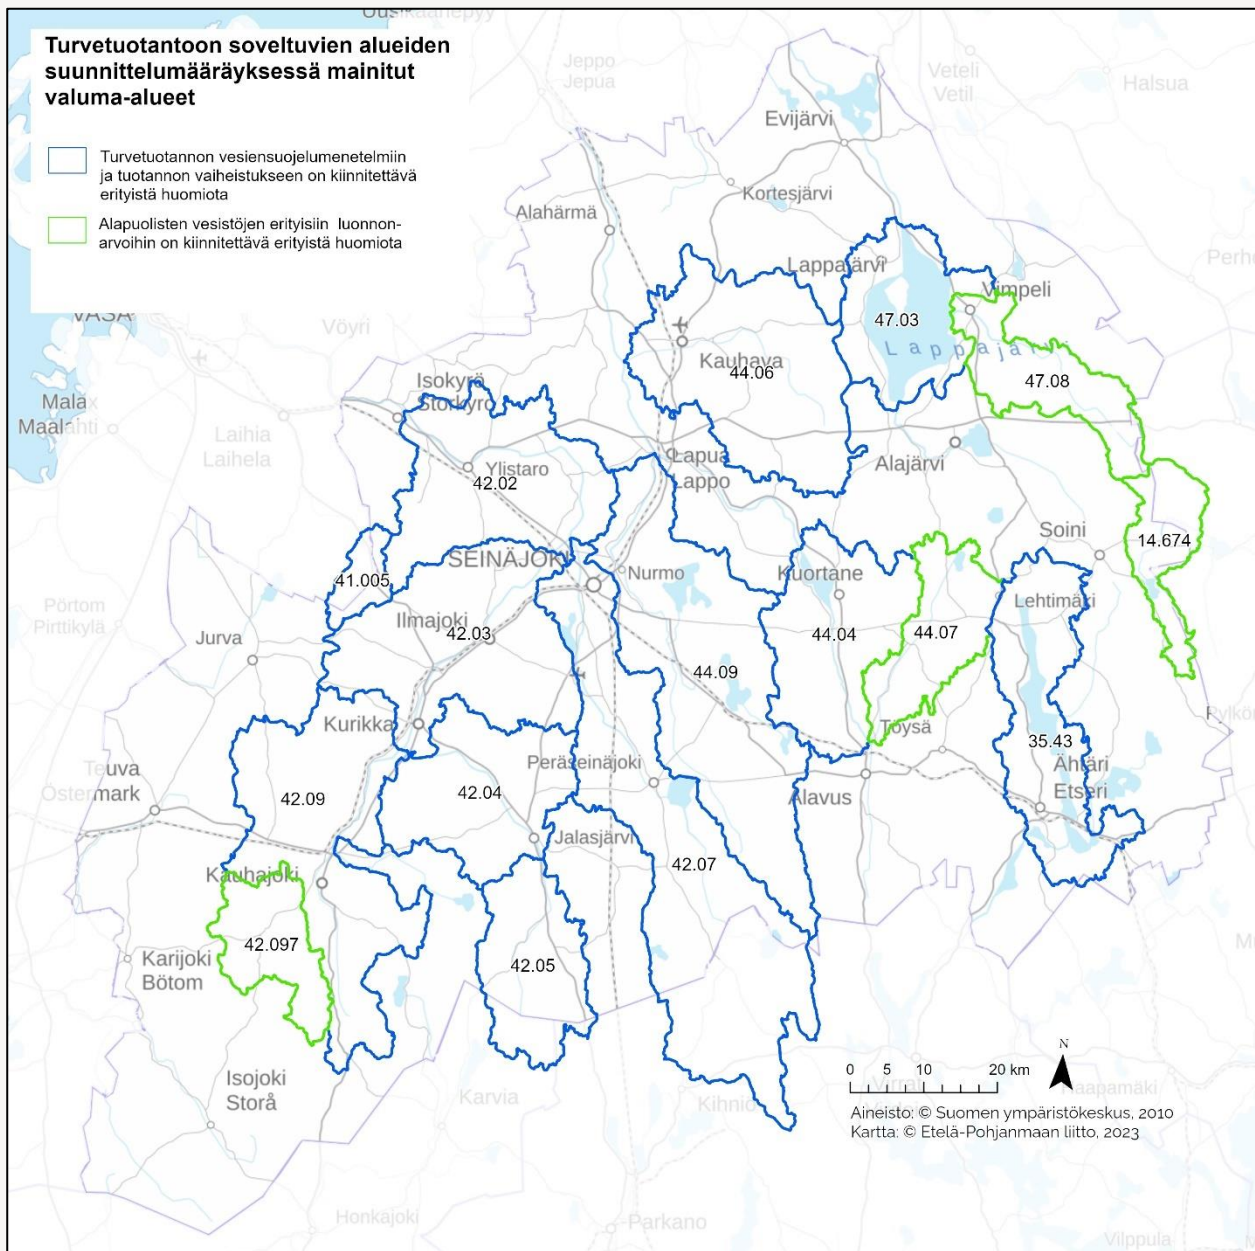 Uusikaarlepyy
Turvetuotantoon soveltuvien alueiden
suunnittelumääräyksessä mainitut
valuma-alueet
Turvetuotannon vesiensuojelumenetelmiin
ja tuotannon vaiheistukseen on kiinnitettävä
erityistä huomiota
Alapuolisten vesistöjen erityisiin luonnon-
arvoihin on kiinnitettävä erityistä huomiota
Jeppo
Jepua
Veteli
Vetil
Halsua
Evijärvi
Kortesjärvi
Alahärmä
Lappajärvi
Perho
Vimpeli
VASA
Vöyri
47.03
Lappajärvi
Kauhava
44.06
47.08
Isokyrö
Storkyro
Malax
Maalahti
Laihia
Laihela
Lapua
Lappo
Alajärvi
Ylistaro
42.02
Soini
14.674
SEINÄJOKI
Nurmo
Kuortane
41.005
Lehtimäki
Pörtom
Pirttikylä
Jurva
Ilmajoki
42.03
44.04
44.07
44.09
Kurikka
Töysä
35.43
Ähtäri
Etseri
Teuva
Östermark
Peräseinäjoki
42.09
42.04
Alavus
Jalasjärvi
42.07
Kauhajoki
42.097
Karijoki
Bötom
42.05
N
0 5 10 20 km
Isojoki
Storå
Karvia
Kihniö
Aineisto: © Suomen ympäristökeskus, 2010
Kartta: © Etelä-Pohjanmaan liitto, 2023
Honkajoki
Parkano
Vilppula